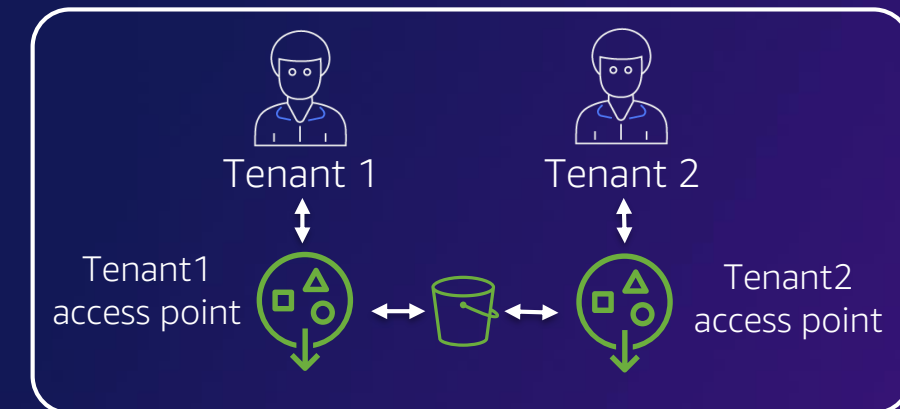 Tenant 1
Tenant 2
Tenant1
access point
Tenant2
access point